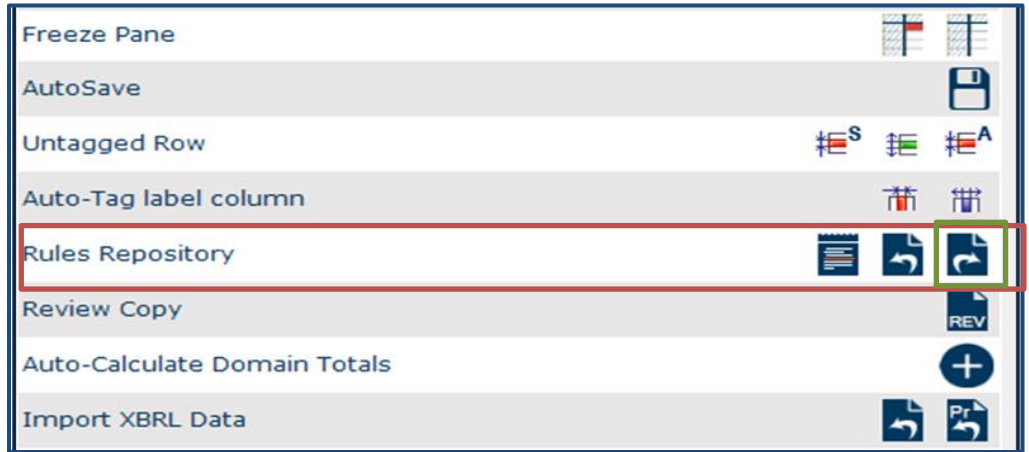 Freeze Pane
AutoSave
Untagged Row S A
Auto-Tag label column
Rules Repository
Review Copy REV
Auto-Calculate Domain Totals
Import XBRL Data Pr